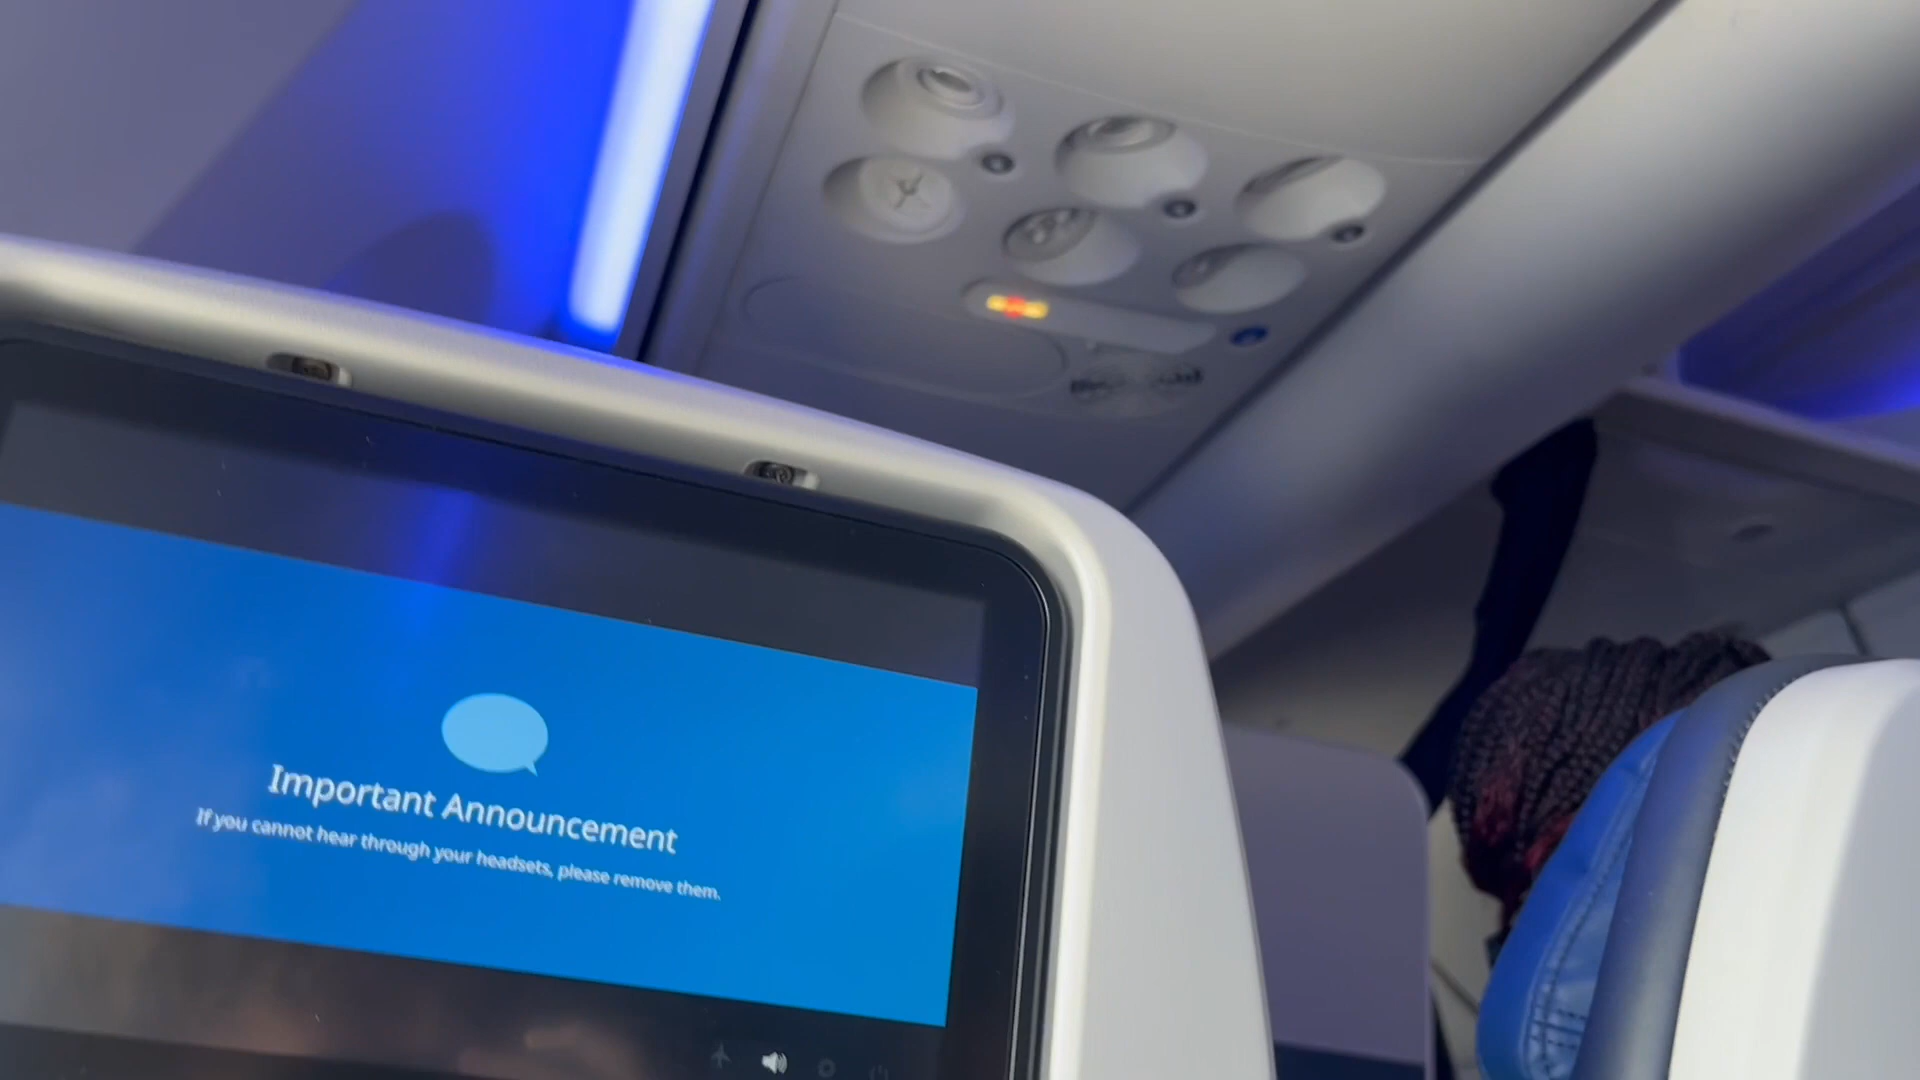 Important Announcement
If you cannot hear through your headsets, please remove them.